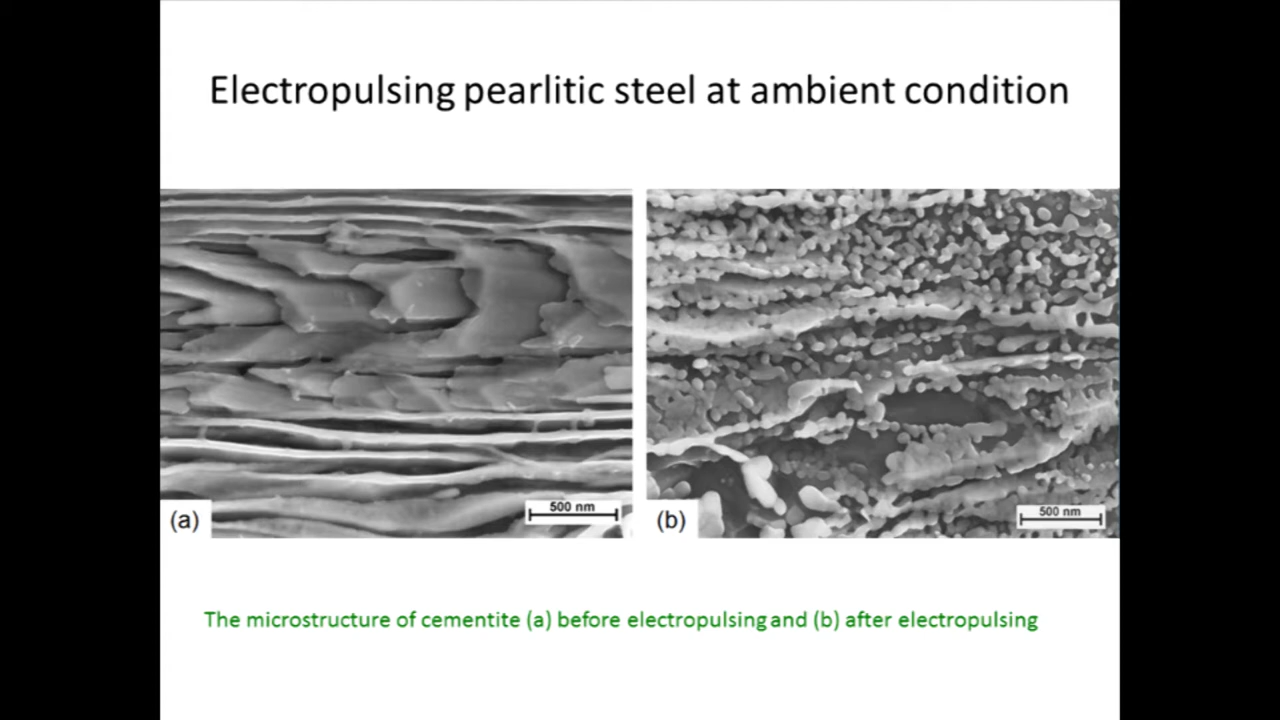 Electropulsing pearlitic steel at ambient condition
(a)
500 nm
(b)
500 nm
The microstructure of cementite (a) before electropulsing and (b) after electropulsing